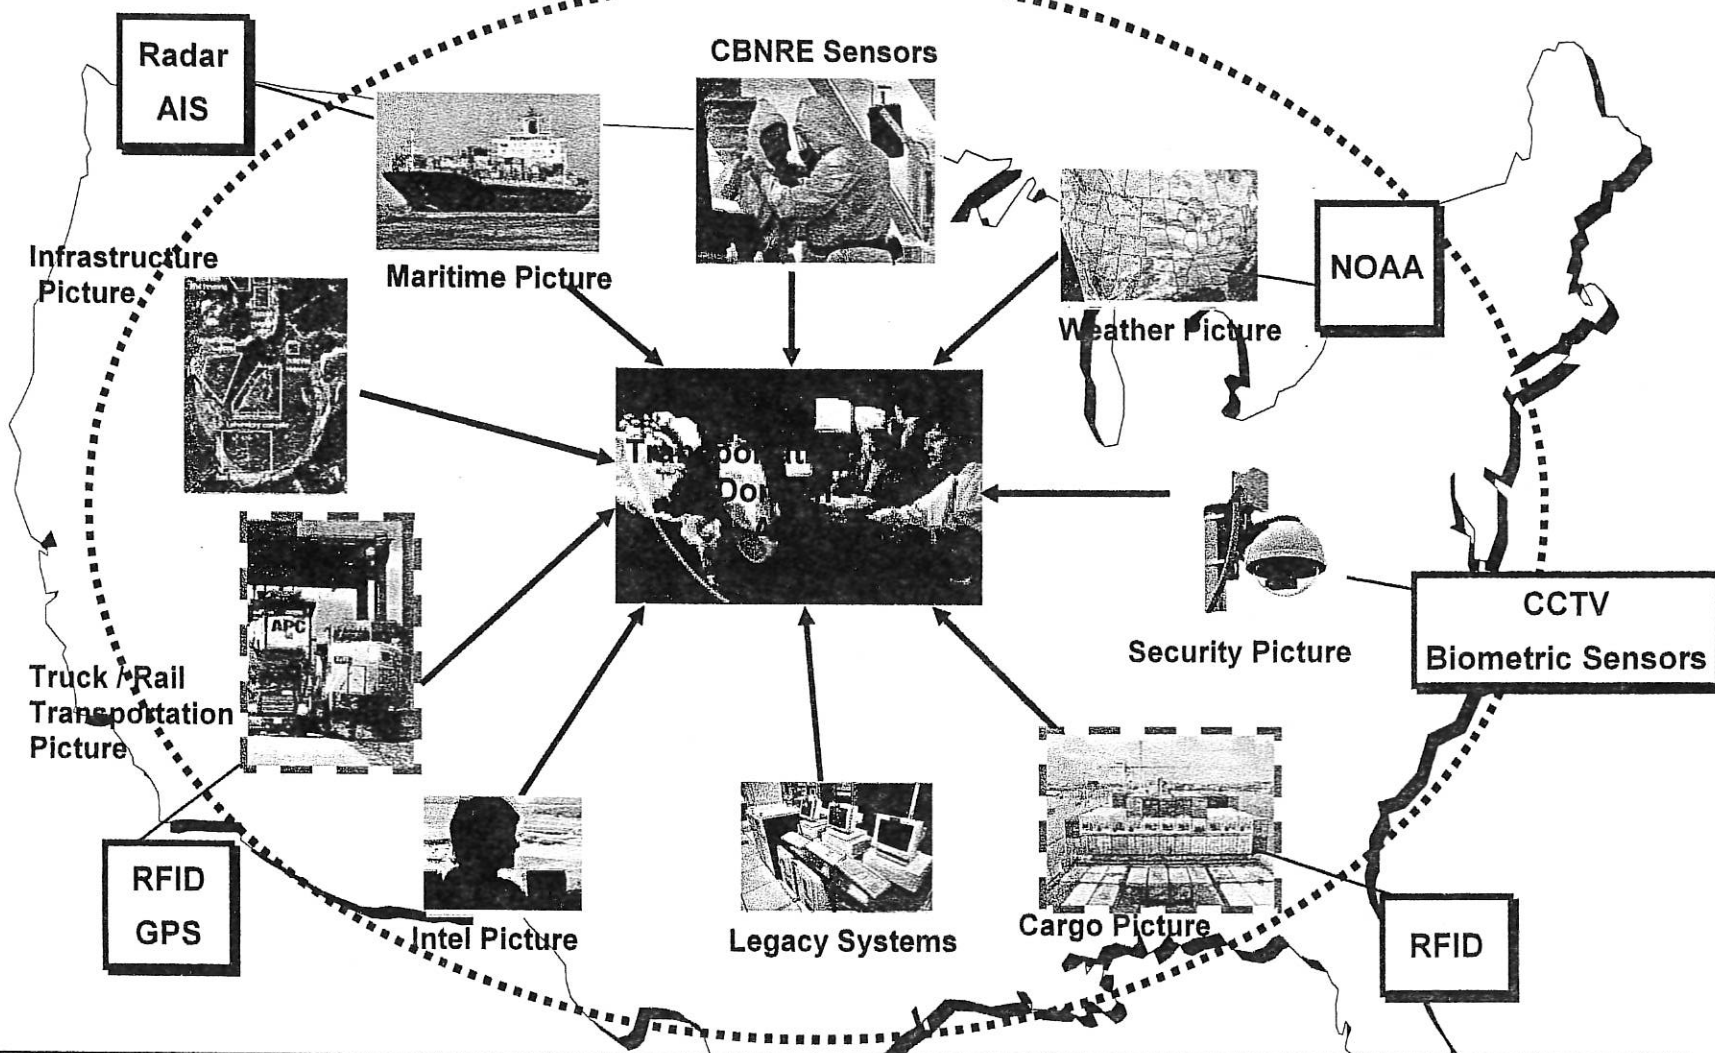 Radar
AIS
CBNRE Sensors
Infrastructure
Picture
Maritime Picture
NOAA
Weather Picture
APC
CCTV
Biometric Sensors
Security Picture
Truck / Rail
Transportation
Picture
RFID
GPS
Intel Picture
Legacy Systems
Cargo Picture
RFID